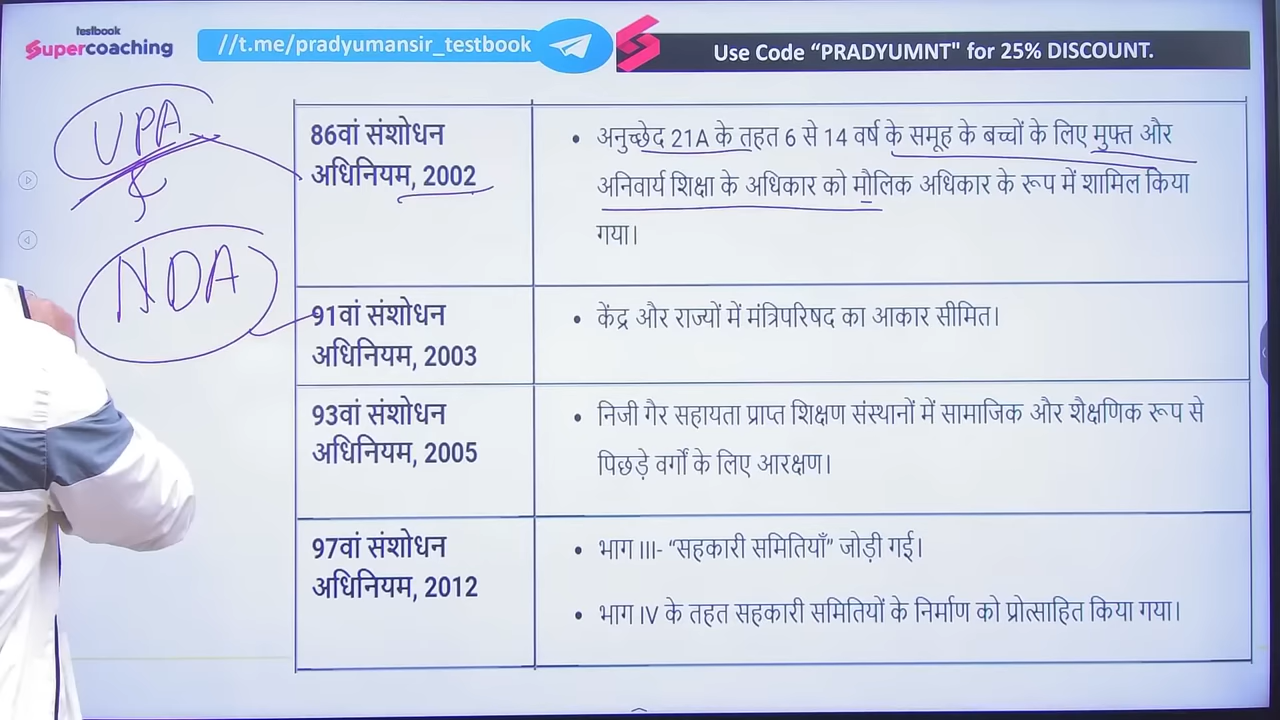 testbook
Supercoaching
//t.me/pradyumansir_testbook
Use Code “PRADYUMNT" for 25% DISCOUNT.
UPA
NDA
86वां संशोधन
अधिनियम, 2002
• अनुच्छेद 21A के तहत 6 से 14 वर्ष के समूह के बच्चों के लिए मुफ्त और
अनिवार्य शिक्षा के अधिकार को मौलिक अधिकार के रूप में शामिल किया
गया।
91वां संशोधन
अधिनियम, 2003
• केंद्र और राज्यों में मंत्रिपरिषद का आकार सीमित।
93वां संशोधन
अधिनियम, 2005
• निजी गैर सहायता प्राप्त शिक्षण संस्थानों में सामाजिक और शैक्षणिक रूप से
पिछड़े वर्गों के लिए आरक्षण।
97वां संशोधन
अधिनियम, 2012
• भाग III- “सहकारी समितियाँ” जोड़ी गई।
• भाग IV के तहत सहकारी समितियों के निर्माण को प्रोत्साहित किया गया।